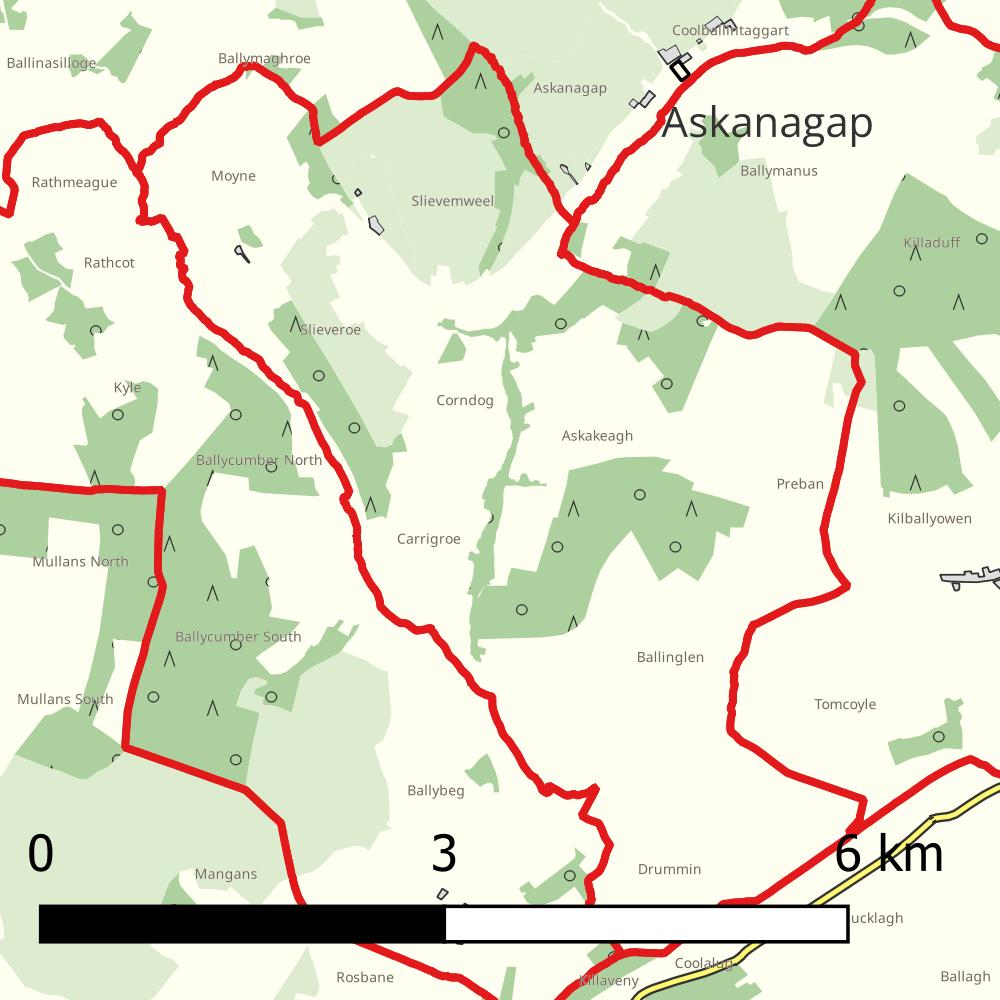 Coolballintaggart
Ballymaghroe
Ballinasilloge
Askanagap
Askanagap
Ballymanus
Moyne
Rathmeague
Slievemweel
Killaduff
Rathcot
Slieveroe
Kyle
Corndog
Askakeagh
Ballycumber North
Preban
Kilballyowen
Carrigroe
Mullans North
Ballycumber South
Ballinglen
Mullans South
Tomcoyle
Ballybeg
0 3 6 km
Drummin
Mangans
ucklagh
Coolalug
Rosbane
Killaveny
Ballagh